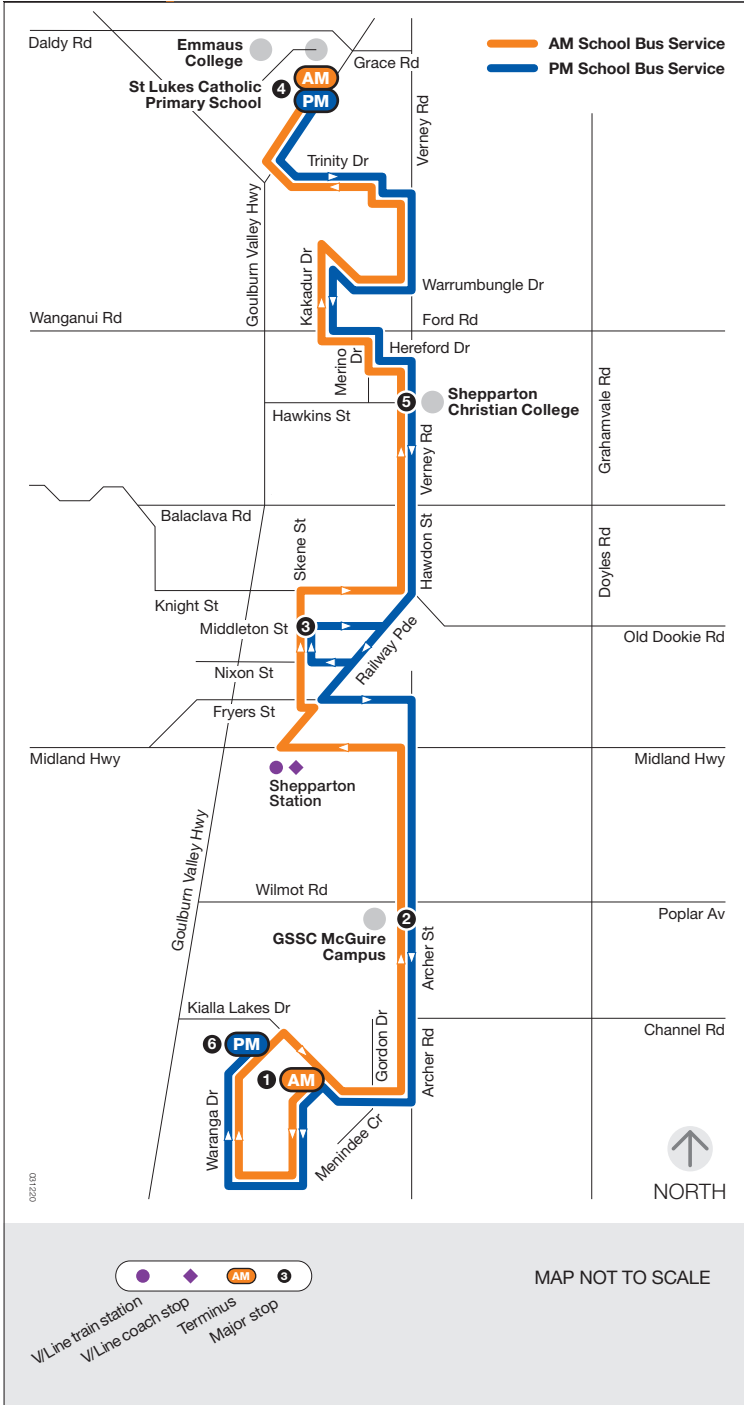 Daldy Rd
Emmaus
College
Grace Rd
AM School Bus Service
PM School Bus Service
St Lukes Catholic
Primary School
4
AM
PM
Verney Rd
Trinity Dr
Goulburn Valley Hwy
Kakadur Dr
Warrumbungle Dr
Wanganui Rd
Ford Rd
Merino
Dr
Hereford Dr
5
Shepparton
Christian College
Hawkins St
Grahamvale Rd
Verney Rd
Balaclava Rd
Skene St
Hawdon St
Doyles Rd
Knight St
Middleton St
3
Railway Pde
Old Dookie Rd
Nixon St
Fryers St
Midland Hwy
Midland Hwy
Shepparton
Station
Goulburn Valley Hwy
Wilmot Rd
2
Poplar Av
GSSC McGuire
Campus
Archer St
Kialla Lakes Dr
Gordon Dr
Channel Rd
6
PM
1
AM
Archer Rd
Waranga Dr
Menindee Cr
031220
NORTH
AM
3
V/Line train station
V/Line coach stop
Terminus
Major stop
MAP NOT TO SCALE